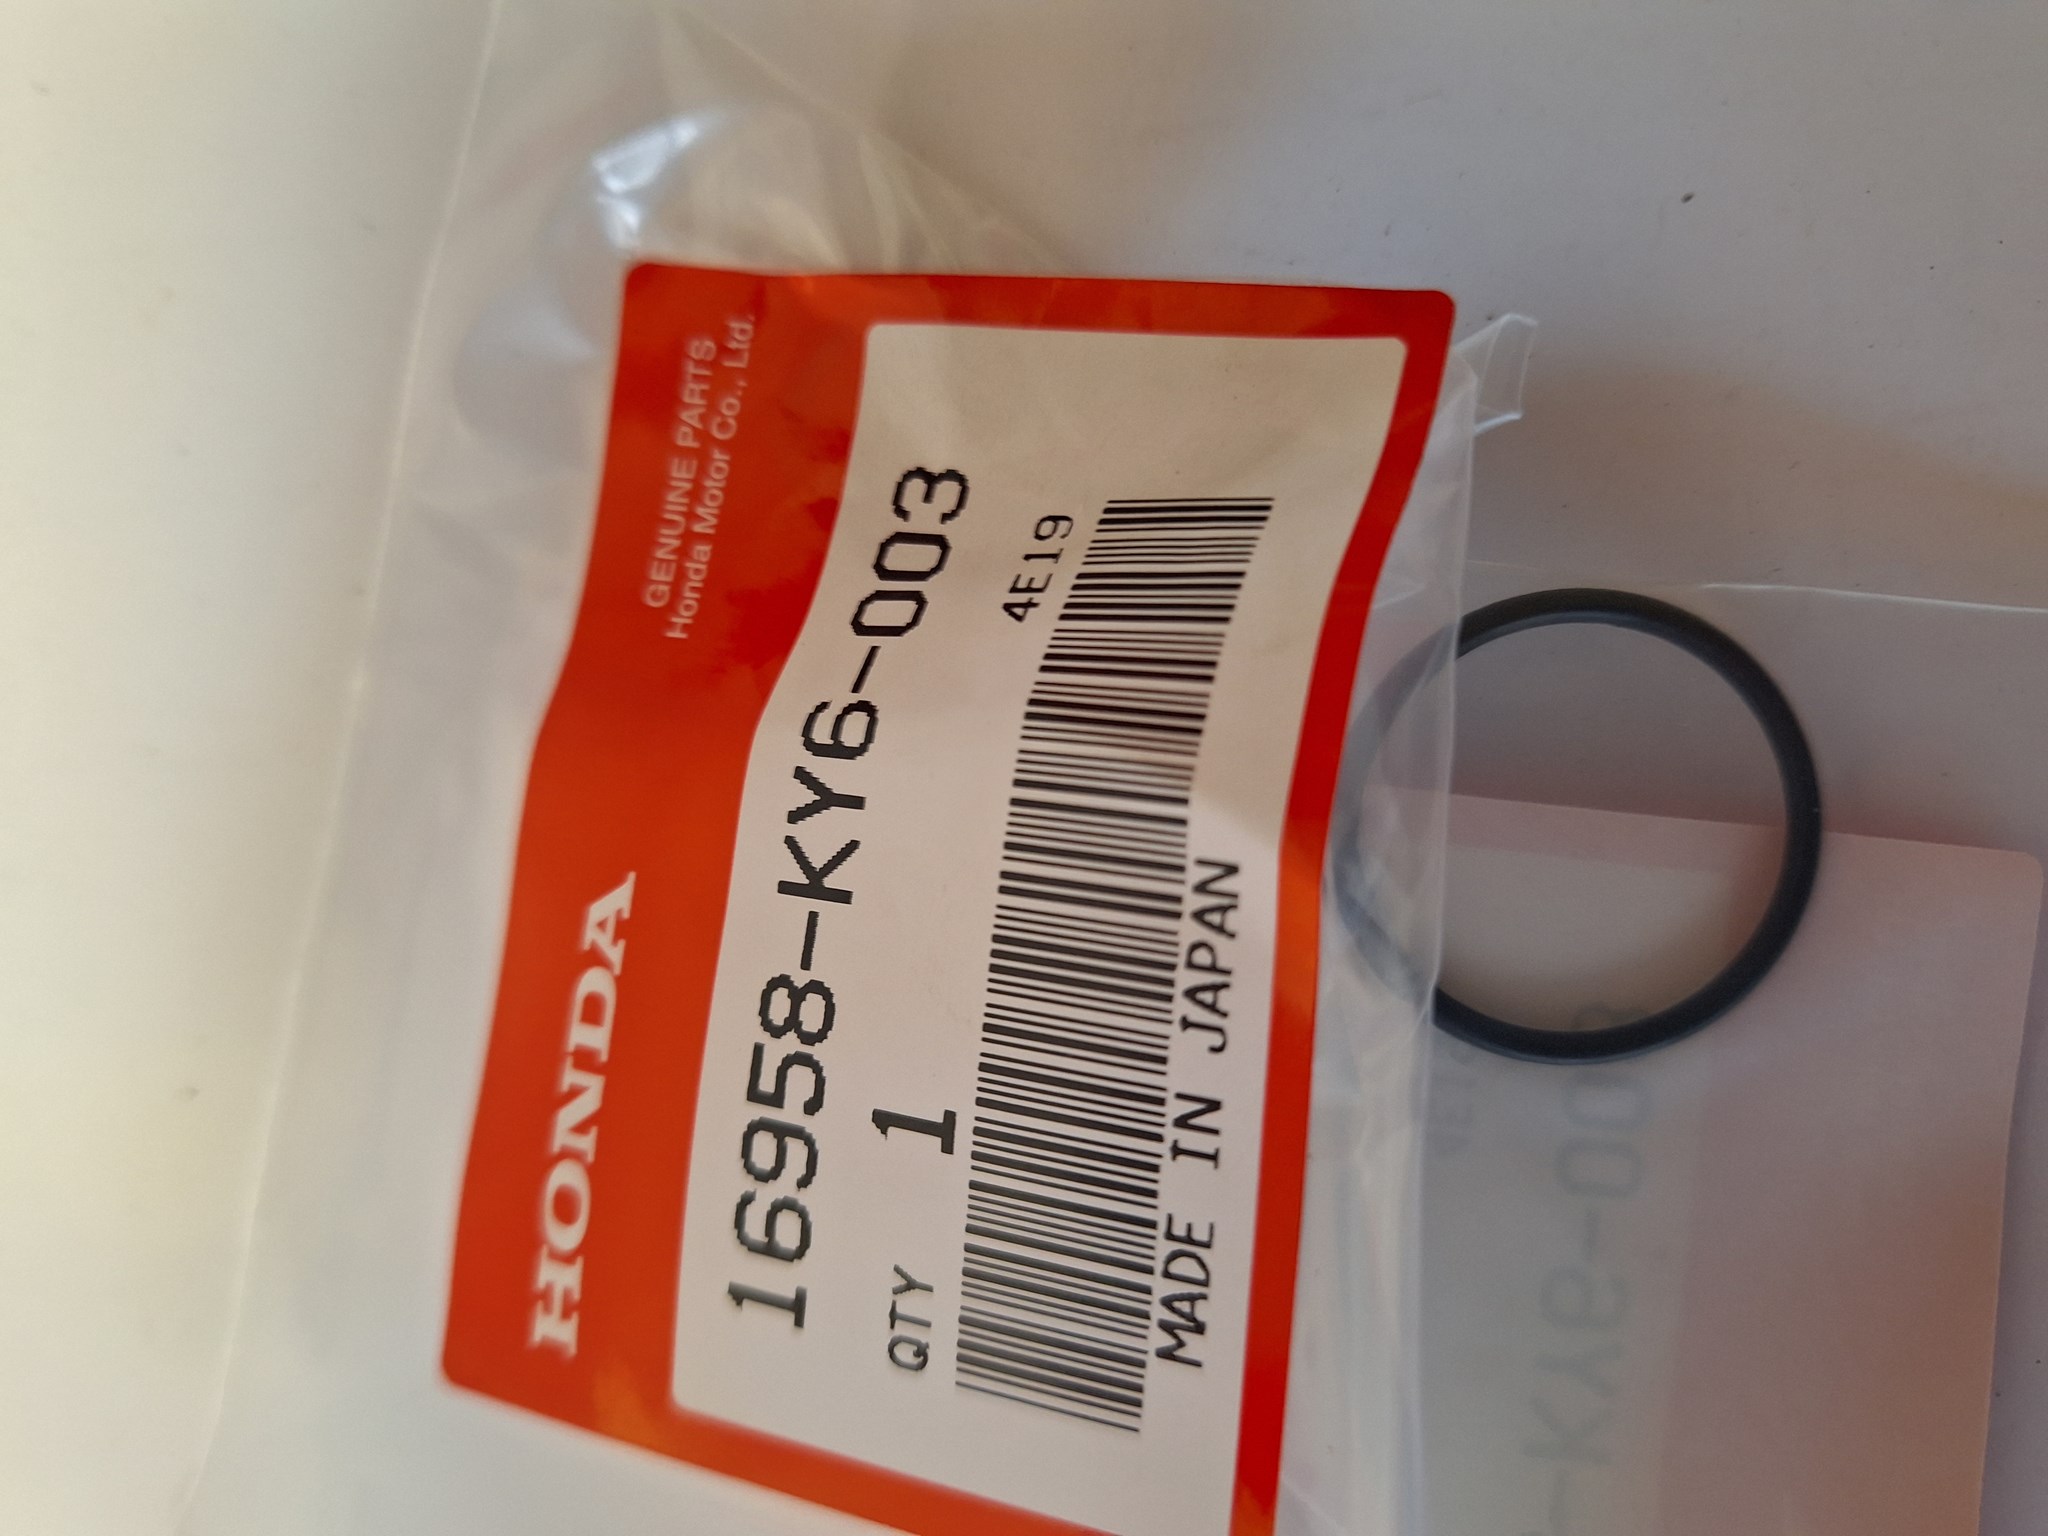 HONDA
GENUINE PARTS
Honda Motor Co., Ltd.
16958-KY6-003
QTY 1
4E19
MADE IN JAPAN